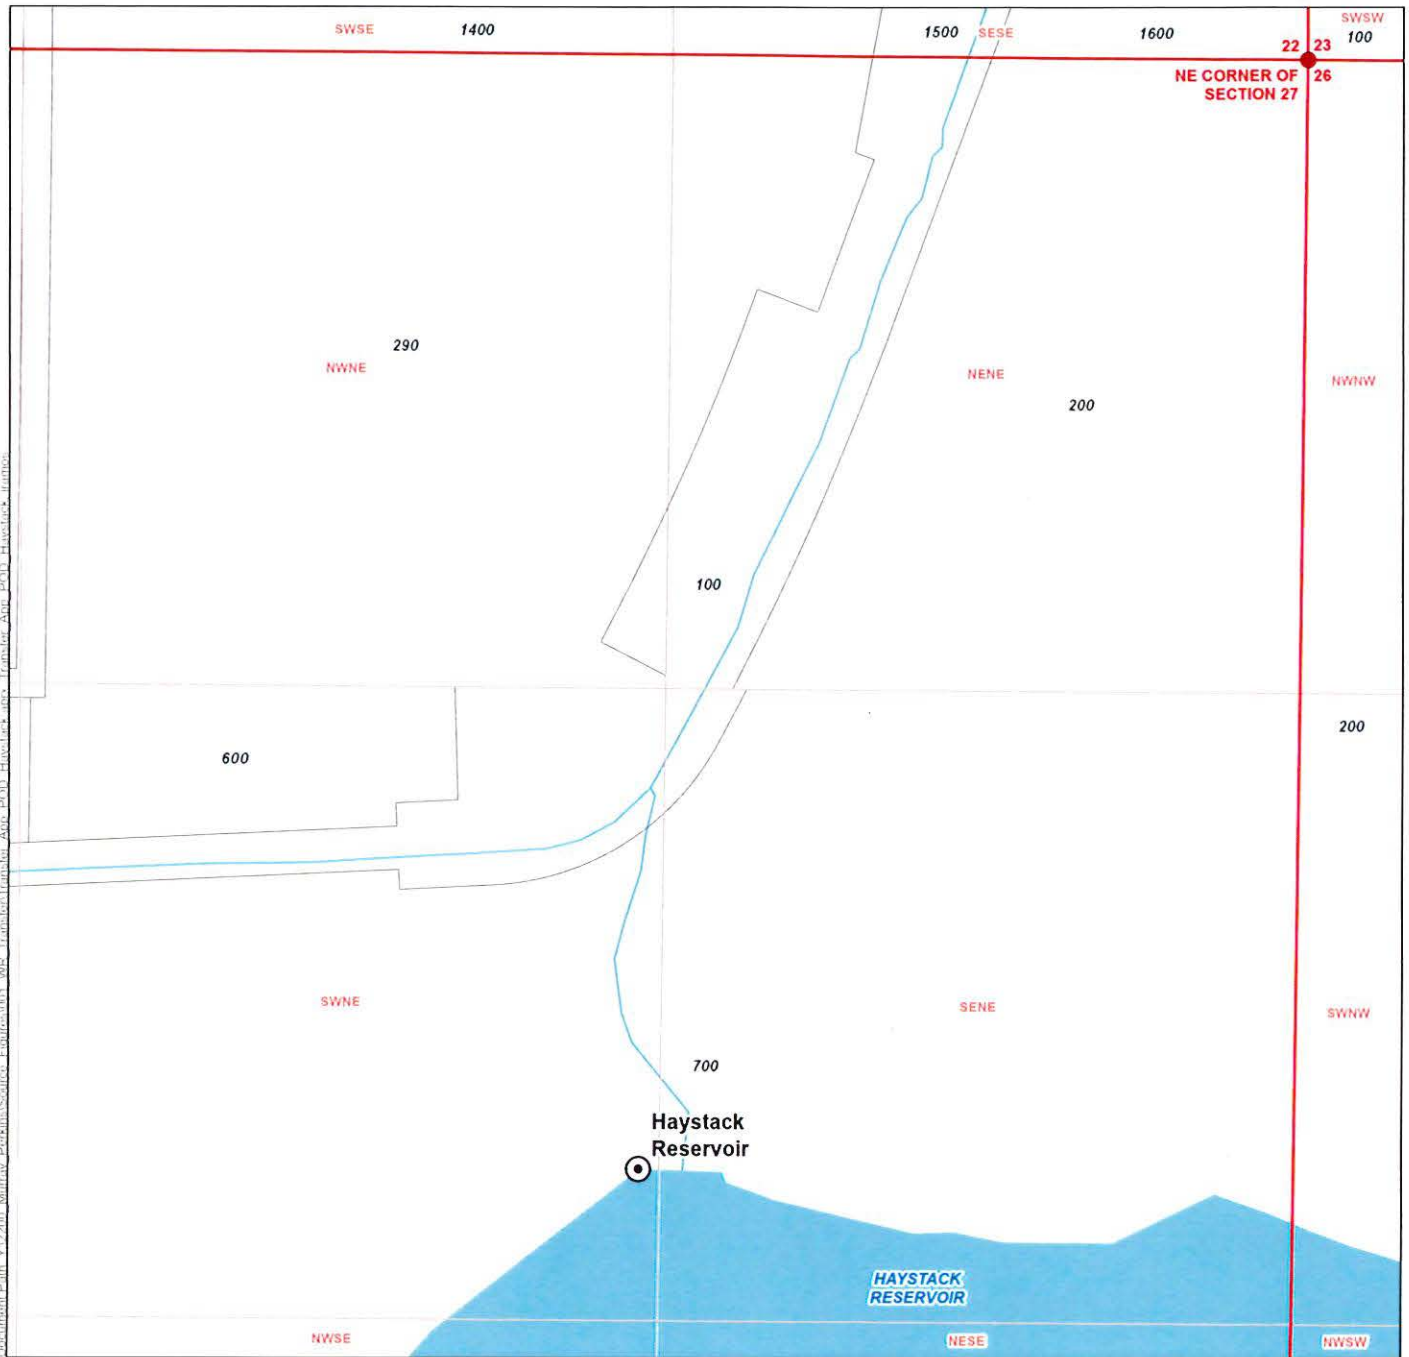 SWSE
1400
1500
SESE
1600
SWSW
100
22
23
NE CORNER OF
SECTION 27
26
290
NWNE
NENE
200
NWNW
100
600
200
SWNE
SENE
SWNW
700
Haystack
Reservoir
HAYSTACK
RESERVOIR
NWSE
NESE
NWSW